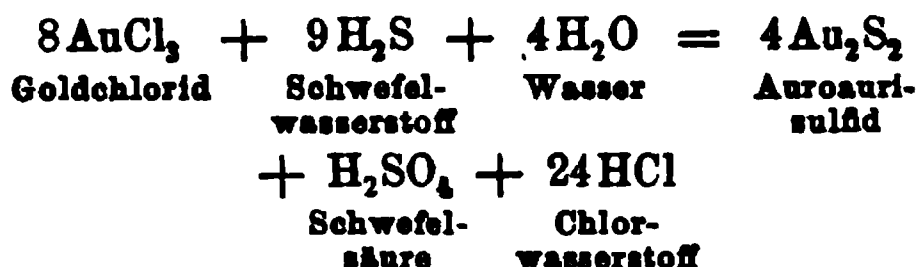 8AuCl₃ + 9H₂S + 4H₂O = 4Au₂S₂
Goldchlorid Schwefel- Wasser Auroauri-
wasserstoff sulfid
+ H₂SO₄ + 24HCl
Schwefel- Chlor-
säure wasserstoff